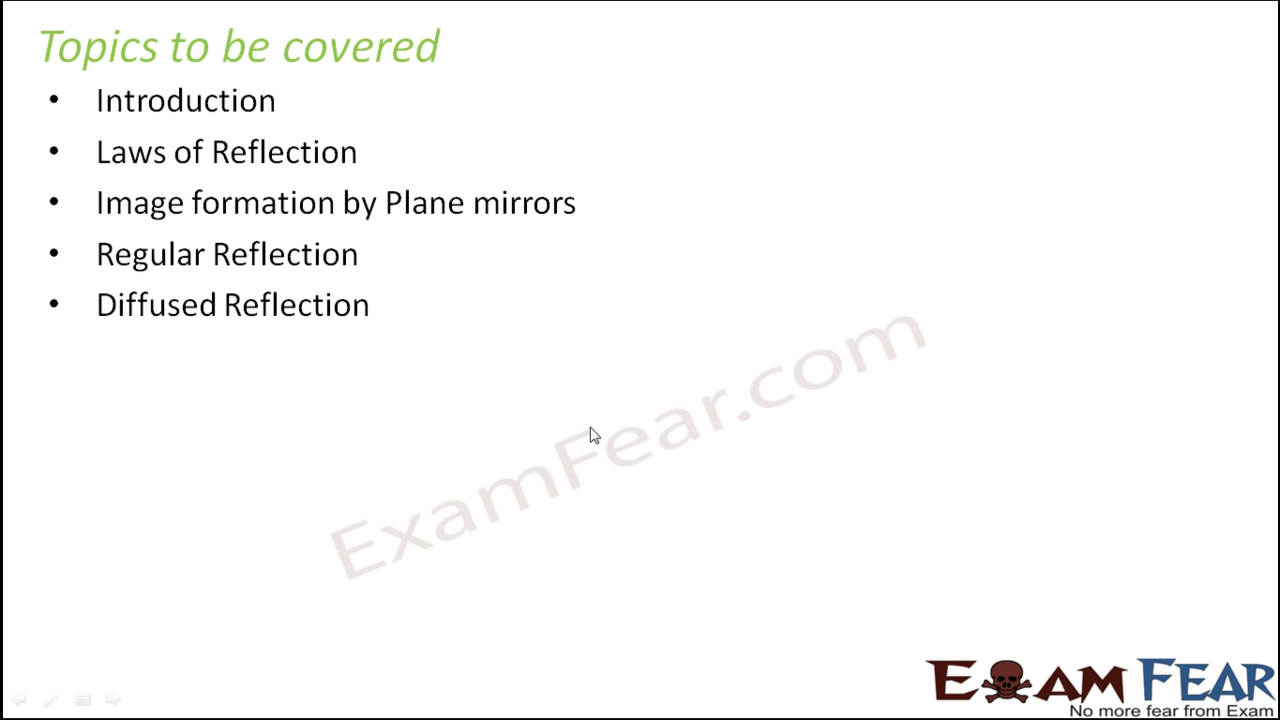 Topics to be covered
• Introduction
• Laws of Reflection
• Image formation by Plane mirrors
• Regular Reflection
• Diffused Reflection
ExamFear.com
EXAM FEAR
No more fear from Exam